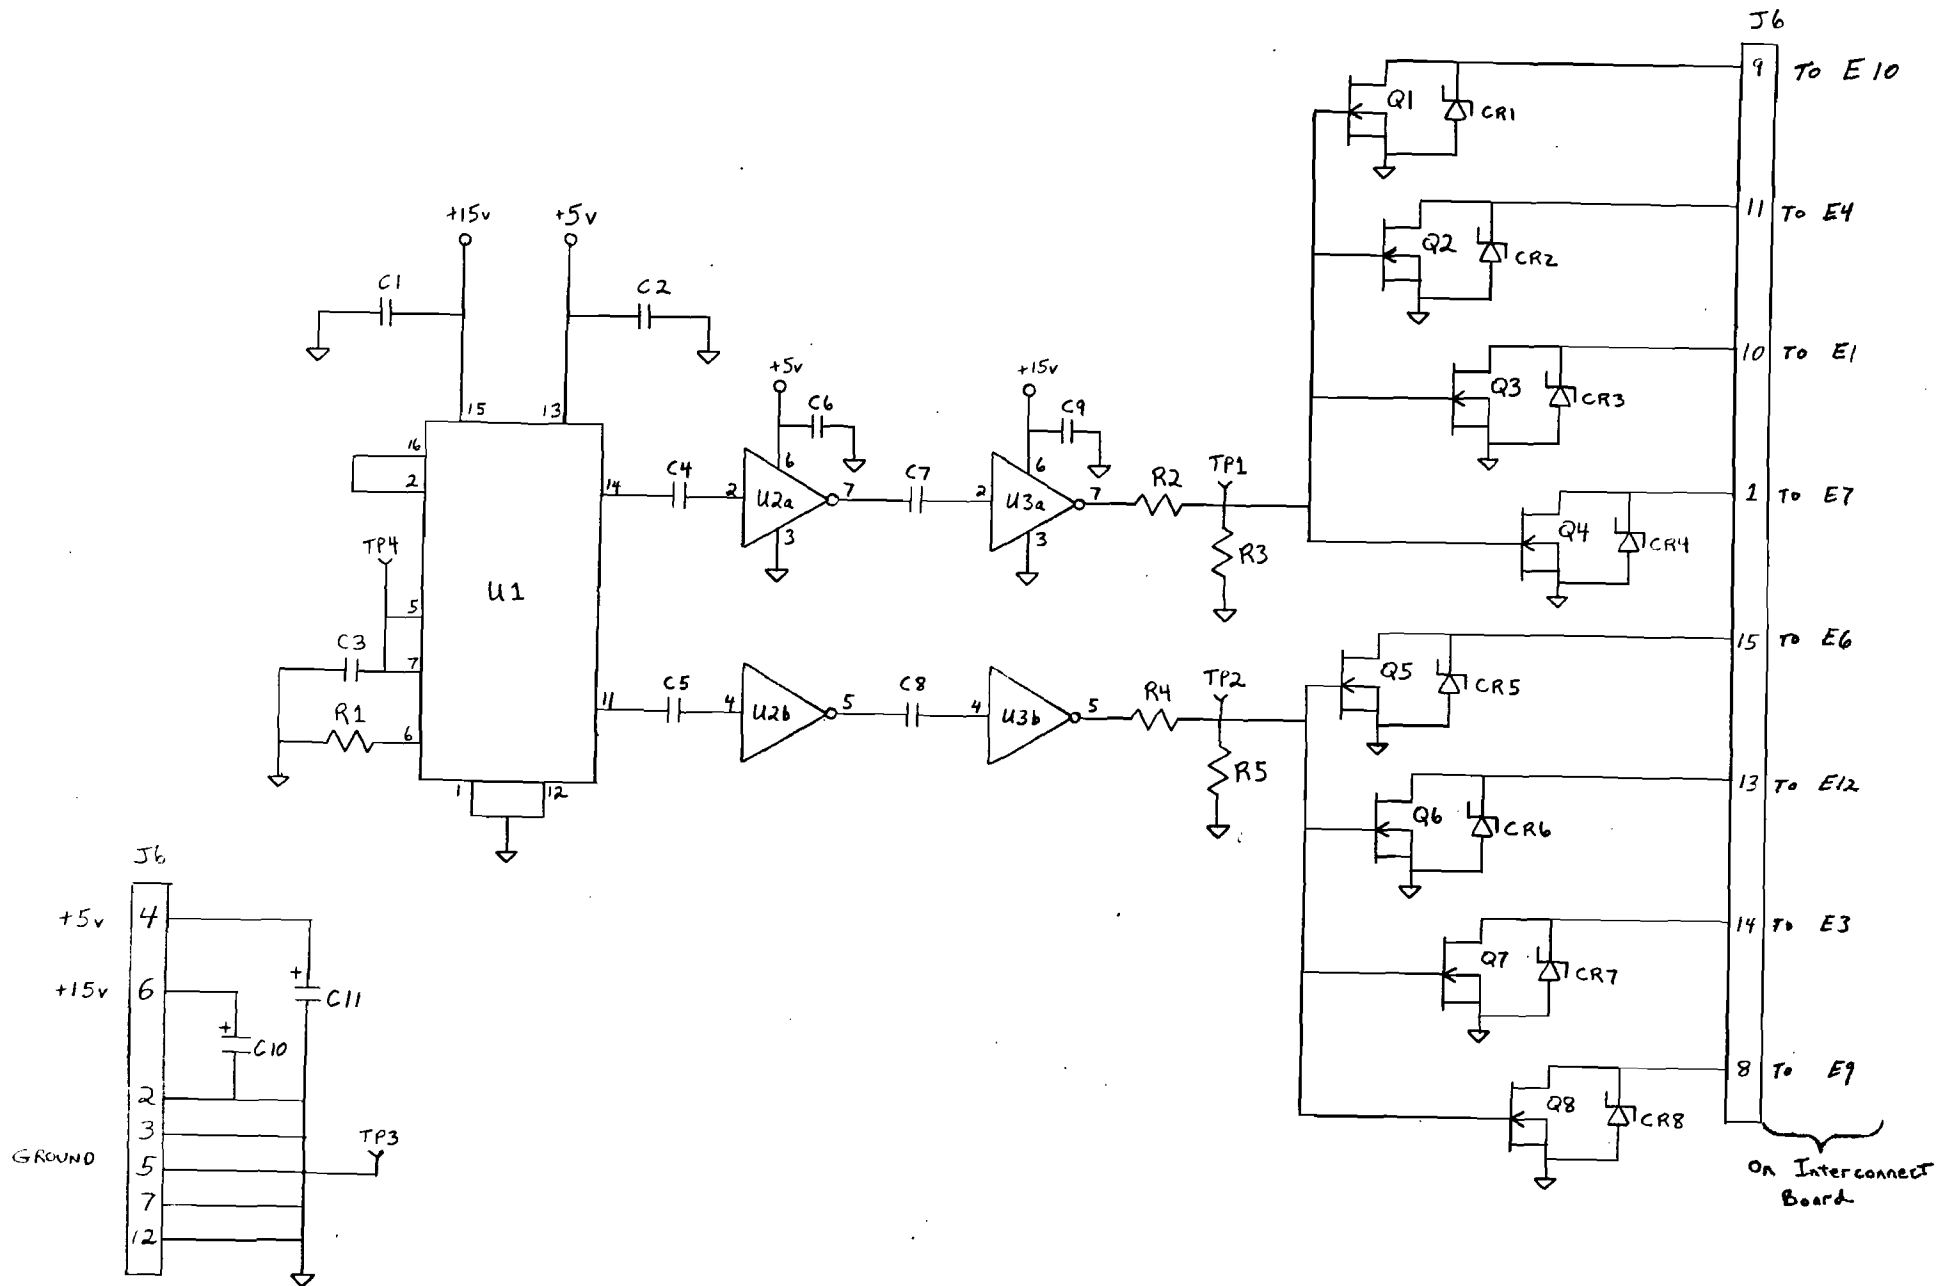 J6
9 To E10
Q1 CR1
11 To E4
Q2 CR2
+15v +5v
C1 C2
10 To E1
Q3 CR3
+5v +15v
C6 C9
15 13
16
2
14 C4 2 U2a 6 7 3
C7 2 U3a 6 7 3
R2 TP1
R3
1 To E7
Q4 CR4
TP4
U1
5
C3 7
R1 6
1 12
11 C5 4 U2b 5 C8 4 U3b 5 R4 TP2
R5
15 To E6
Q5 CR5
13 To E12
Q6 CR6
14 To E3
Q7 CR7
8 To E9
Q8 CR8
On Interconnect
Board
J6
+5v 4
+ C11
+15v 6
+ C10
2
3
GROUND 5 TP3
7
12